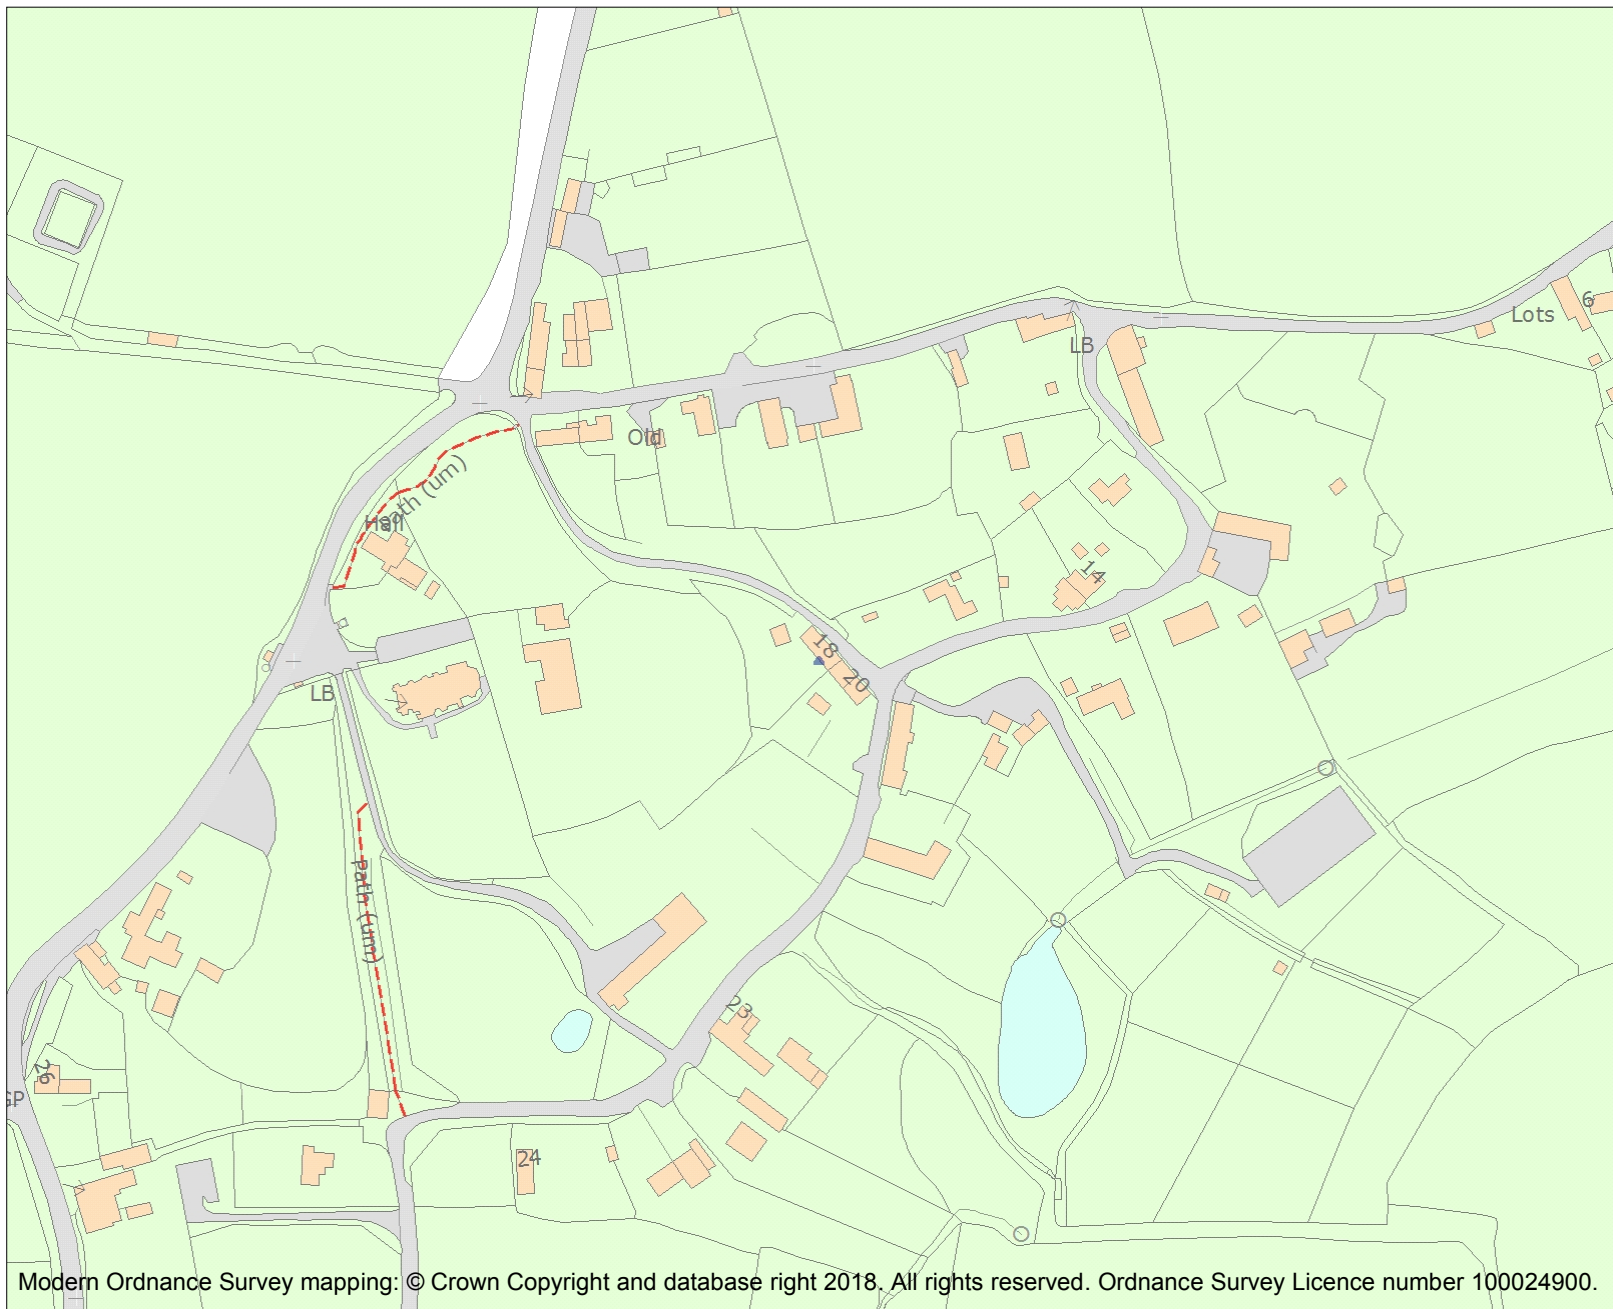 6
Lots
LB
Old
Path (um)
Hall
14
18
20
LB
Path (um)
23
26
GP
24
Modern Ordnance Survey mapping: © Crown Copyright and database right 2018. All rights reserved. Ordnance Survey Licence number 100024900.